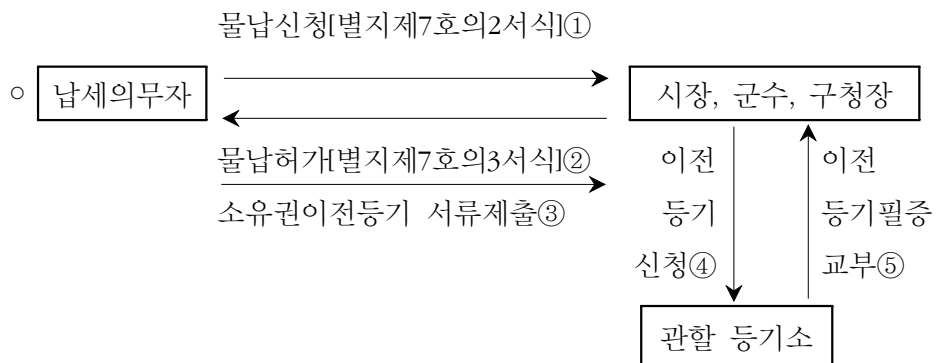 물납신청[별지제7호의2서식]①
○ 납세의무자
시장, 군수, 구청장
물납허가[별지제7호의3서식]②
소유권이전등기 서류제출③
이전
등기
신청④
이전
등기필증
교부⑤
관할 등기소